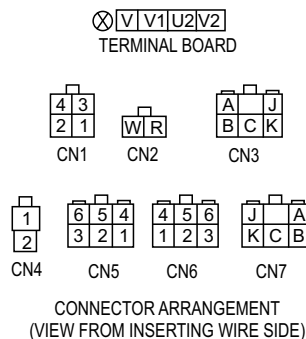 V V1 U2 V2
TERMINAL BOARD
4 3
2 1
CN1
W R
CN2
A J
B C K
CN3
1
2
CN4
6 5 4
3 2 1
CN5
4 5 6
1 2 3
CN6
J A
K C B
CN7
CONNECTOR ARRANGEMENT
(VIEW FROM INSERTING WIRE SIDE)